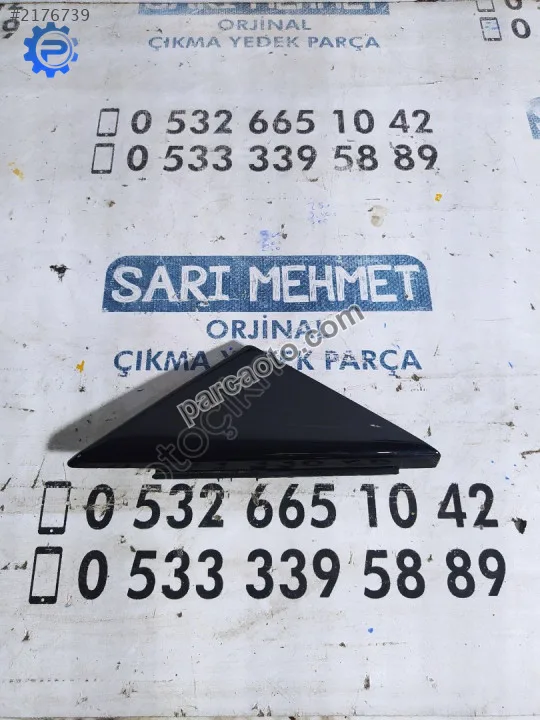 #2176739
ORJİNAL
ÇIKMA YEDEK PARÇA
0 532 665 10 42
0 533 339 58 89
SARI MEHMET
ORJİNAL
ÇIKMA YEDEK PARÇA
parcaoto.com
0 532 665 10 42
0 533 339 58 89